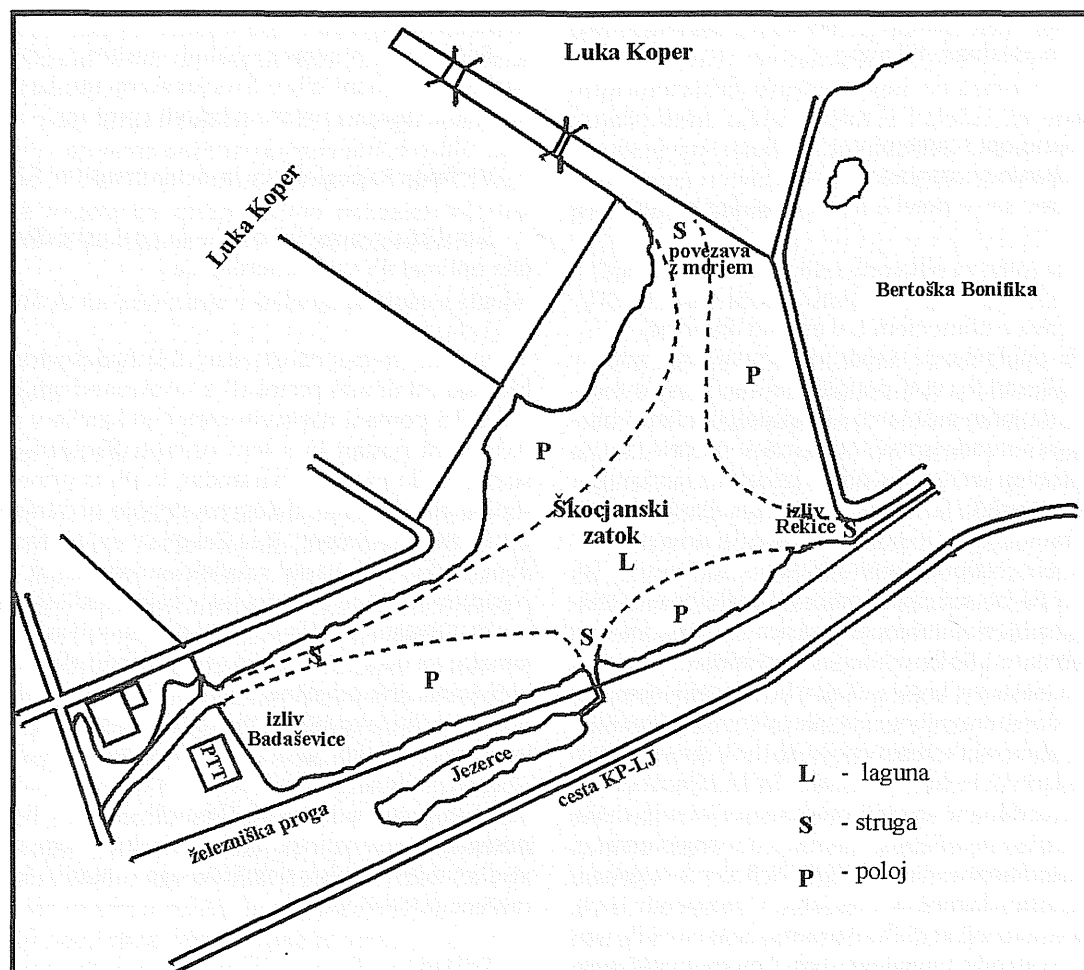 Luka Koper
Luka Koper
S
povezava
z morjem
Bertoška Bonifika
P
P
Škocjanski
zatok
izliv
Rekice
S
L
P
S
S
P
izliv
Badaševice
PTT
Jezerce
cesta KP-LJ
železniška proga
L - laguna
S - struga
P - poloj